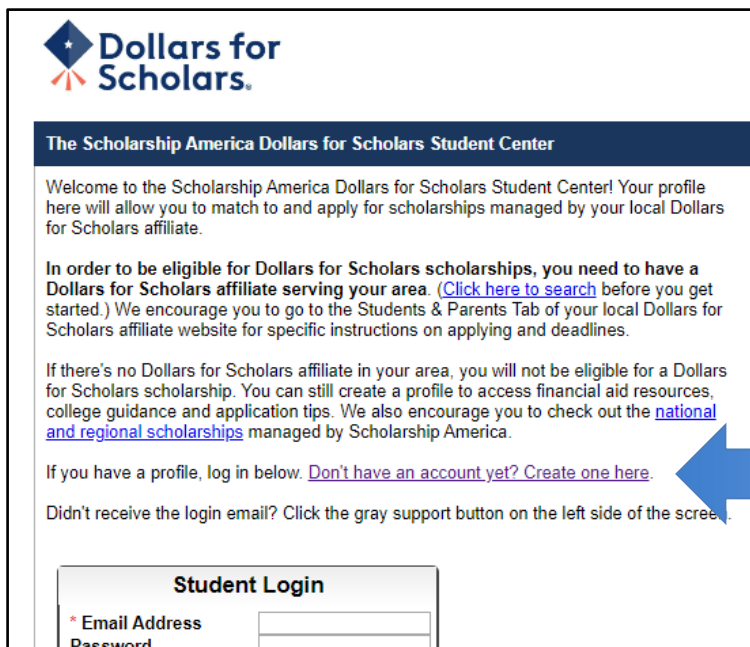 Dollars for
Scholars®
The Scholarship America Dollars for Scholars Student Center
Welcome to the Scholarship America Dollars for Scholars Student Center! Your profile
here will allow you to match to and apply for scholarships managed by your local Dollars
for Scholars affiliate.
In order to be eligible for Dollars for Scholars scholarships, you need to have a
Dollars for Scholars affiliate serving your area. (Click here to search before you get
started.) We encourage you to go to the Students & Parents Tab of your local Dollars for
Scholars affiliate website for specific instructions on applying and deadlines.
If there's no Dollars for Scholars affiliate in your area, you will not be eligible for a Dollars
for Scholars scholarship. You can still create a profile to access financial aid resources,
college guidance and application tips. We also encourage you to check out the national
and regional scholarships managed by Scholarship America.
If you have a profile, log in below. Don't have an account yet? Create one here.
Didn't receive the login email? Click the gray support button on the left side of the screen.
Student Login
* Email Address
Password